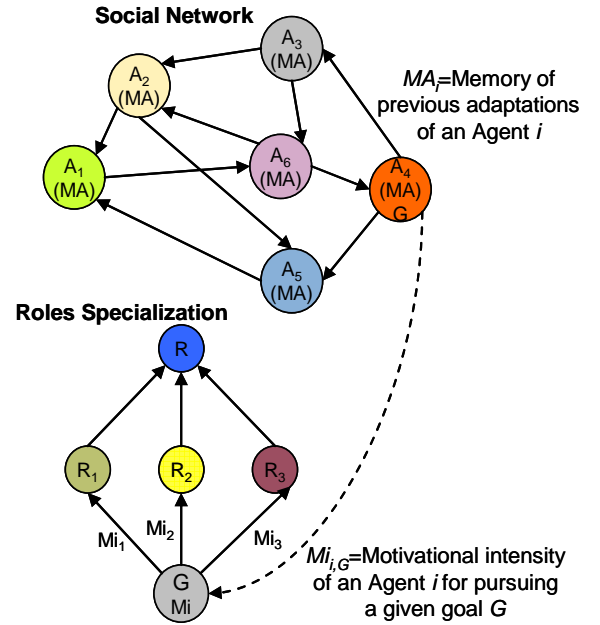 Social Network
A₃
(MA)
A₂
(MA)
MAᵢ=Memory of
previous adaptations
of an Agent i
A₆
(MA)
A₁
(MA)
A₄
(MA)
G
A₅
(MA)
Roles Specialization
R
R₁
R₂
R₃
Mi₁
Mi₂
Mi₃
G
Mi
Miᵢ,G=Motivational intensity
of an Agent i for pursuing
a given goal G